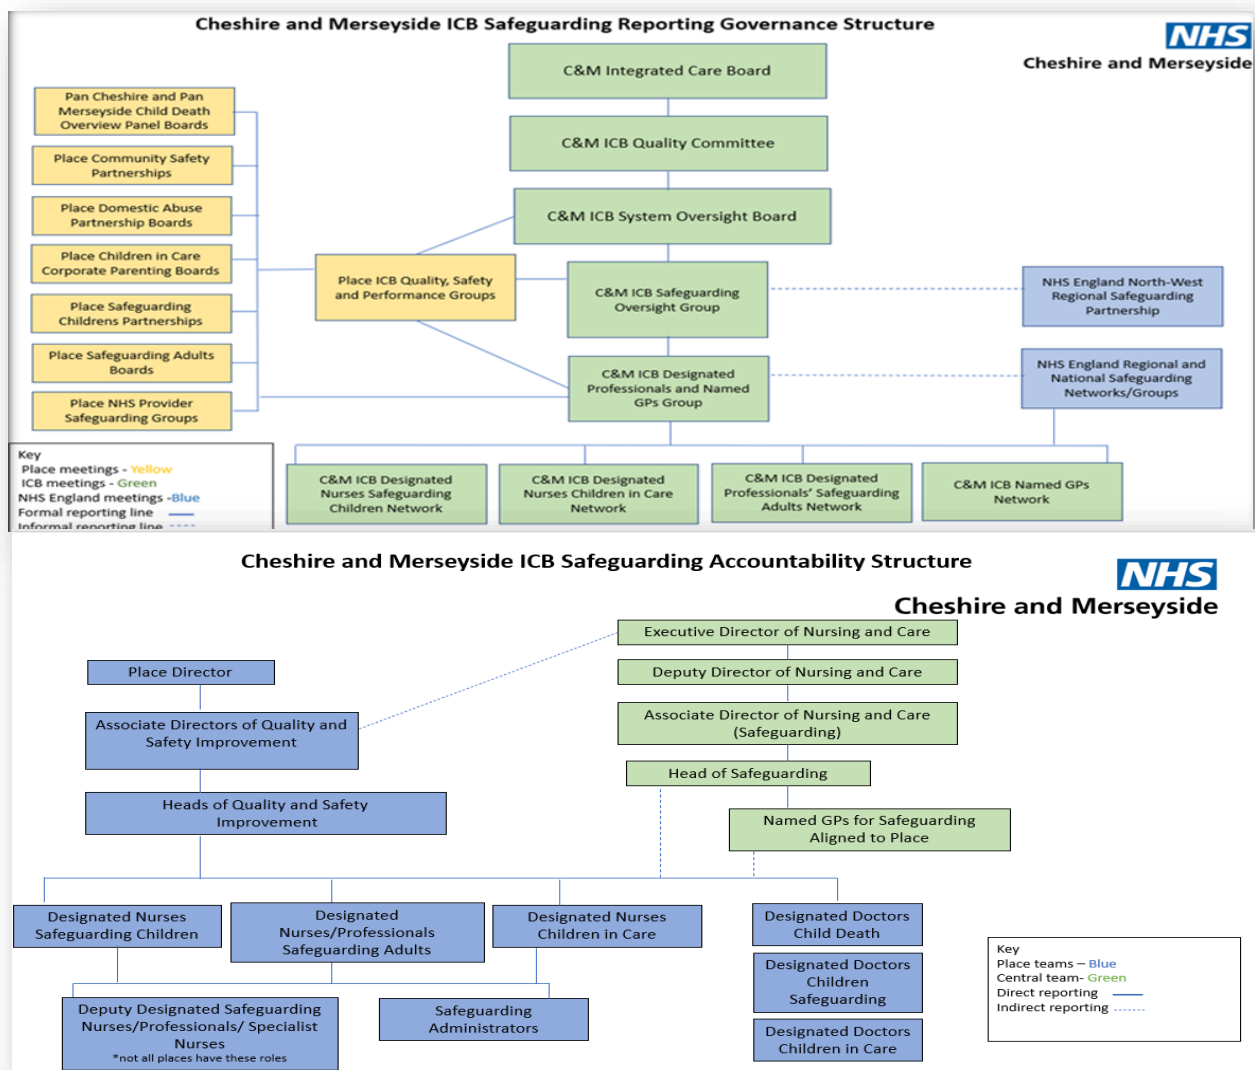 Cheshire and Merseyside ICB Safeguarding Reporting Governance Structure
NHS
Cheshire and Merseyside
C&M Integrated Care Board
C&M ICB Quality Committee
C&M ICB System Oversight Board
Pan Cheshire and Pan
Merseyside Child Death
Overview Panel Boards
Place Community Safety
Partnerships
Place Domestic Abuse
Partnership Boards
Place Children in Care
Corporate Parenting Boards
Place Safeguarding
Childrens Partnerships
Place Safeguarding Adults
Boards
Place NHS Provider
Safeguarding Groups
Place ICB Quality, Safety
and Performance Groups
C&M ICB Safeguarding
Oversight Group
C&M ICB Designated
Professionals and Named
GPs Group
NHS England North-West
Regional Safeguarding
Partnership
NHS England Regional and
National Safeguarding
Networks/Groups
Key
Place meetings - Yellow
ICB meetings - Green
NHS England meetings -Blue
Formal reporting line
Informal reporting line
C&M ICB Designated
Nurses Safeguarding
Children Network
C&M ICB Designated
Nurses Children in Care
Network
C&M ICB Designated
Professionals' Safeguarding
Adults Network
C&M ICB Named GPs
Network
Cheshire and Merseyside ICB Safeguarding Accountability Structure
NHS
Cheshire and Merseyside
Executive Director of Nursing and Care
Deputy Director of Nursing and Care
Associate Director of Nursing and Care
(Safeguarding)
Head of Safeguarding
Named GPs for Safeguarding
Aligned to Place
Place Director
Associate Directors of Quality and
Safety Improvement
Heads of Quality and Safety
Improvement
Designated Nurses
Safeguarding Children
Designated
Nurses/Professionals
Safeguarding Adults
Designated Nurses
Children in Care
Designated Doctors
Child Death
Designated Doctors
Children
Safeguarding
Designated Doctors
Children in Care
Deputy Designated Safeguarding
Nurses/Professionals/ Specialist
Nurses
*not all places have these roles
Safeguarding
Administrators
Key
Place teams – Blue
Central team- Green
Direct reporting
Indirect reporting